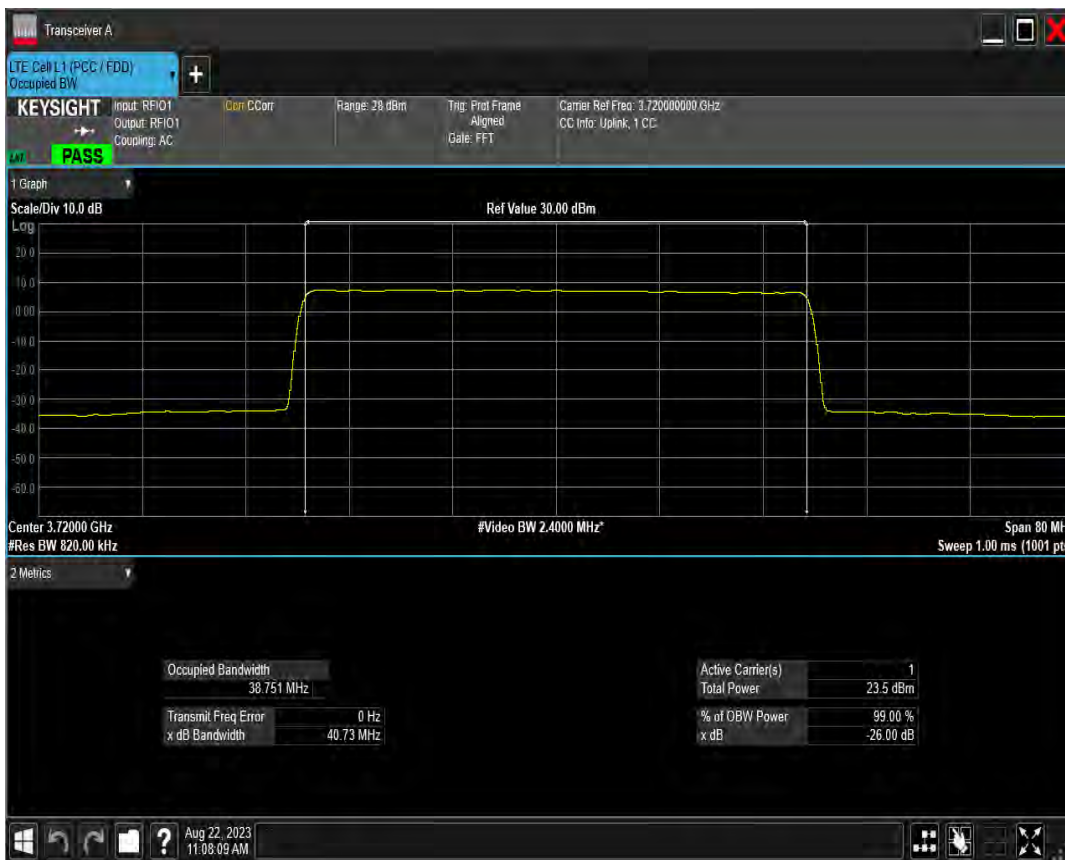 Transceiver A
LTE Cell L1 (PCC / FDD)
Occupied BW
+
KEYSIGHT
PASS
Input: RFIO1
Output: RFIO1
Coupling: AC
Corr CCorr
Range: 28 dBm
Trig: Prot Frame
Aligned
Gate: FFT
Carrier Ref Freq: 3.720000000 GHz
CC Info: Uplink, 1 CC
1 Graph
Scale/Div 10.0 dB
Ref Value 30.00 dBm
Log
20.0
10.0
0.00
-10.0
-20.0
-30.0
-40.0
-50.0
-60.0
Center 3.72000 GHz
#Video BW 2.4000 MHz*
Span 80 MH
#Res BW 820.00 kHz
Sweep 1.00 ms (1001 pt
2 Metrics
Occupied Bandwidth
38.751 MHz
Transmit Freq Error 0 Hz
x dB Bandwidth 40.73 MHz
Active Carrier(s) 1
Total Power 23.5 dBm
% of OBW Power 99.00 %
x dB -26.00 dB
?
Aug 22, 2023
11:08:09 AM